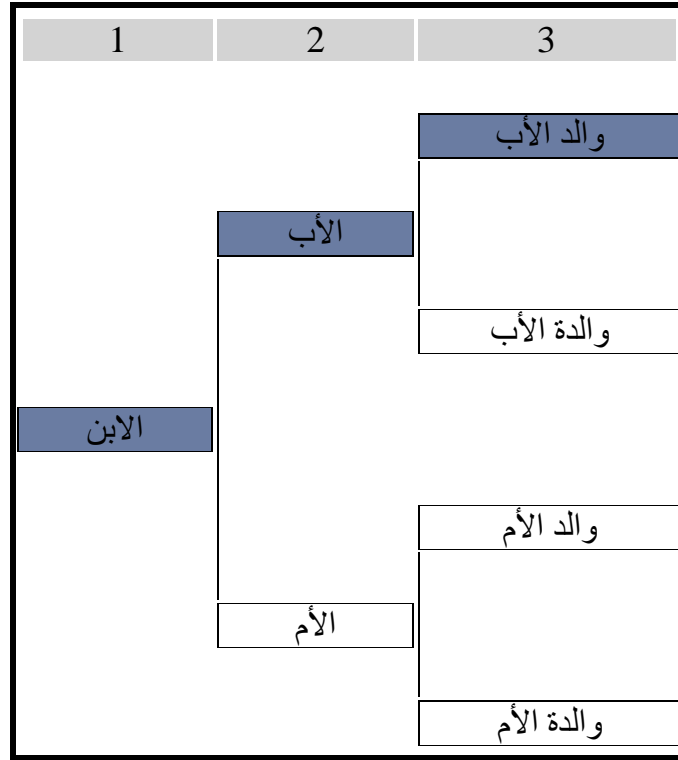 1 2 3
والد الأب
الأب
والدة الأب
الابن
والد الأم
الأم
والدة الأم